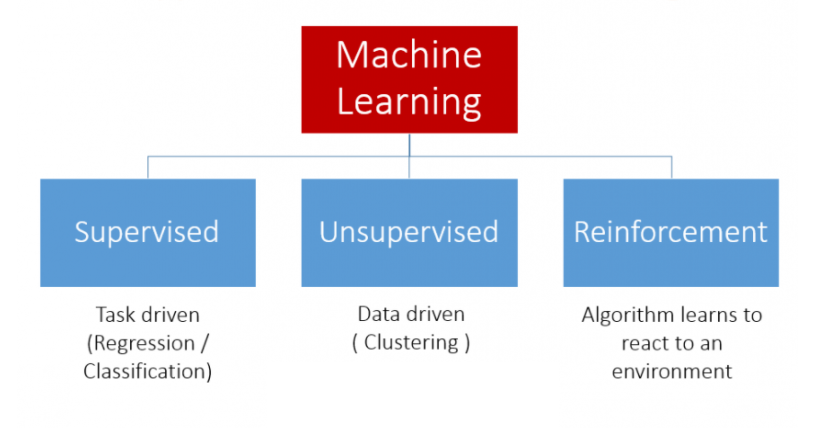 Machine
Learning
Supervised
Unsupervised
Reinforcement
Task driven
(Regression /
Classification)
Data driven
( Clustering )
Algorithm learns to
react to an
environment